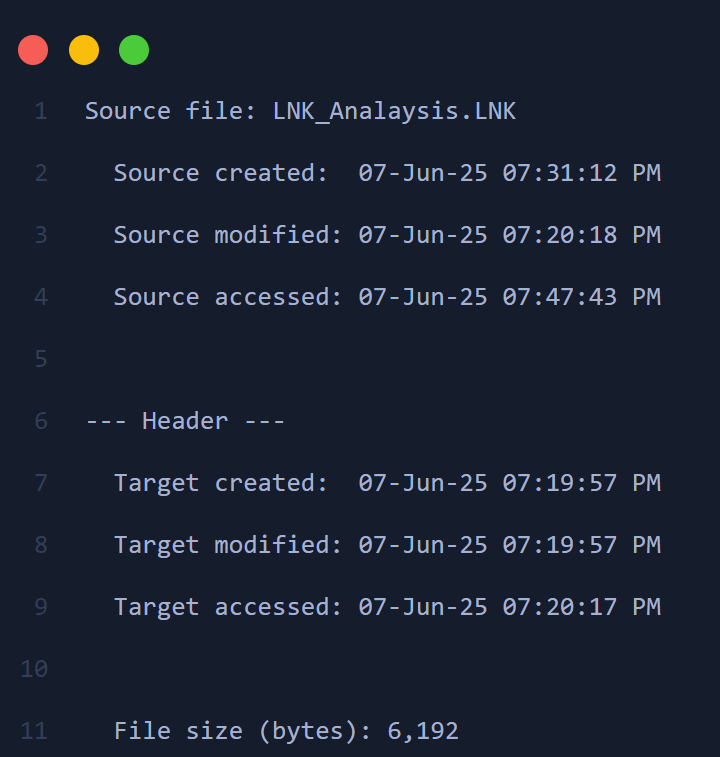 1 Source file: LNK_Analaysis.LNK
2 Source created:  07-Jun-25 07:31:12 PM
3 Source modified: 07-Jun-25 07:20:18 PM
4 Source accessed: 07-Jun-25 07:47:43 PM
5
6 --- Header ---
7 Target created:  07-Jun-25 07:19:57 PM
8 Target modified: 07-Jun-25 07:19:57 PM
9 Target accessed: 07-Jun-25 07:20:17 PM
10
11 File size (bytes): 6,192